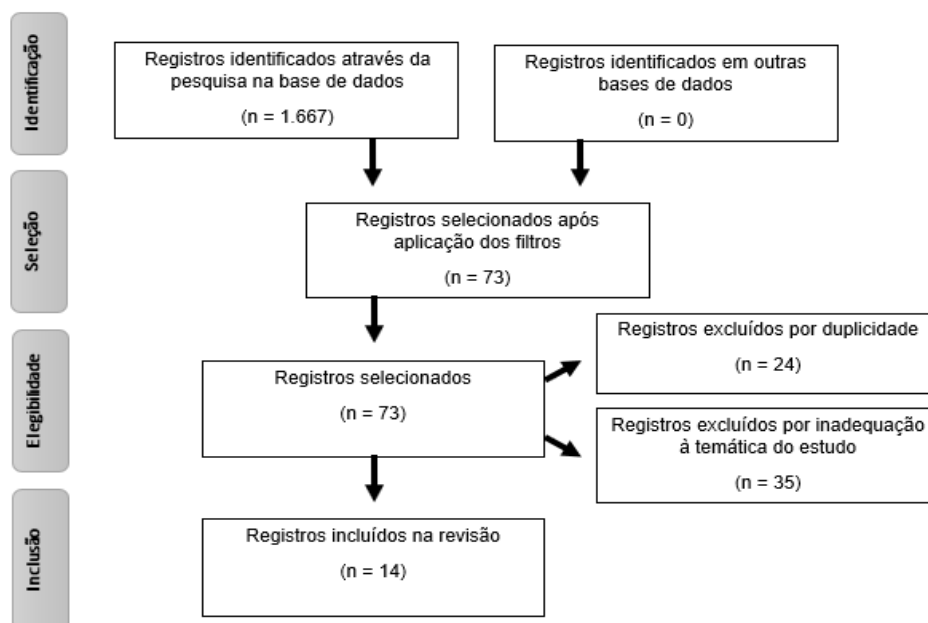 Identificação
Registros identificados através da
pesquisa na base de dados
(n = 1.667)
Registros identificados em outras
bases de dados
(n = 0)
Seleção
Registros selecionados após
aplicação dos filtros
(n = 73)
Elegibilidade
Registros selecionados
(n = 73)
Registros excluídos por duplicidade
(n = 24)
Registros excluídos por inadequação
à temática do estudo
(n = 35)
Inclusão
Registros incluídos na revisão
(n = 14)